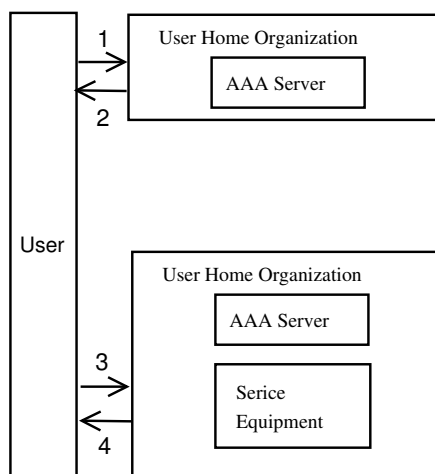 1
User Home Organization
AAA Server
2
User
User Home Organization
AAA Server
3
Serice
Equipment
4